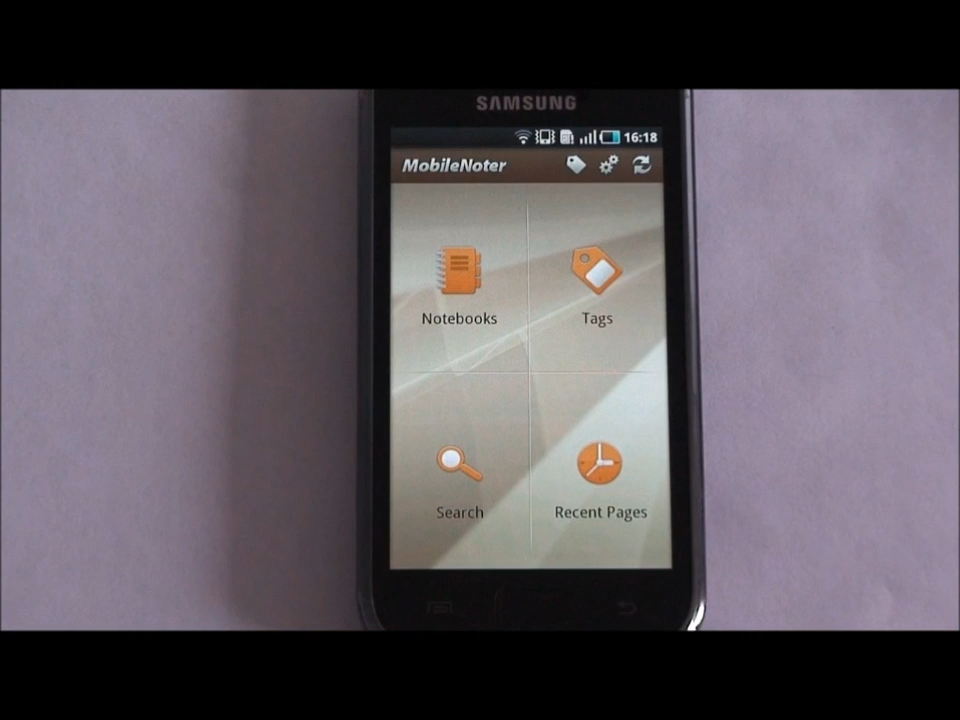 SAMSUNG
16:18
MobileNoter
Notebooks
Tags
Search
Recent Pages